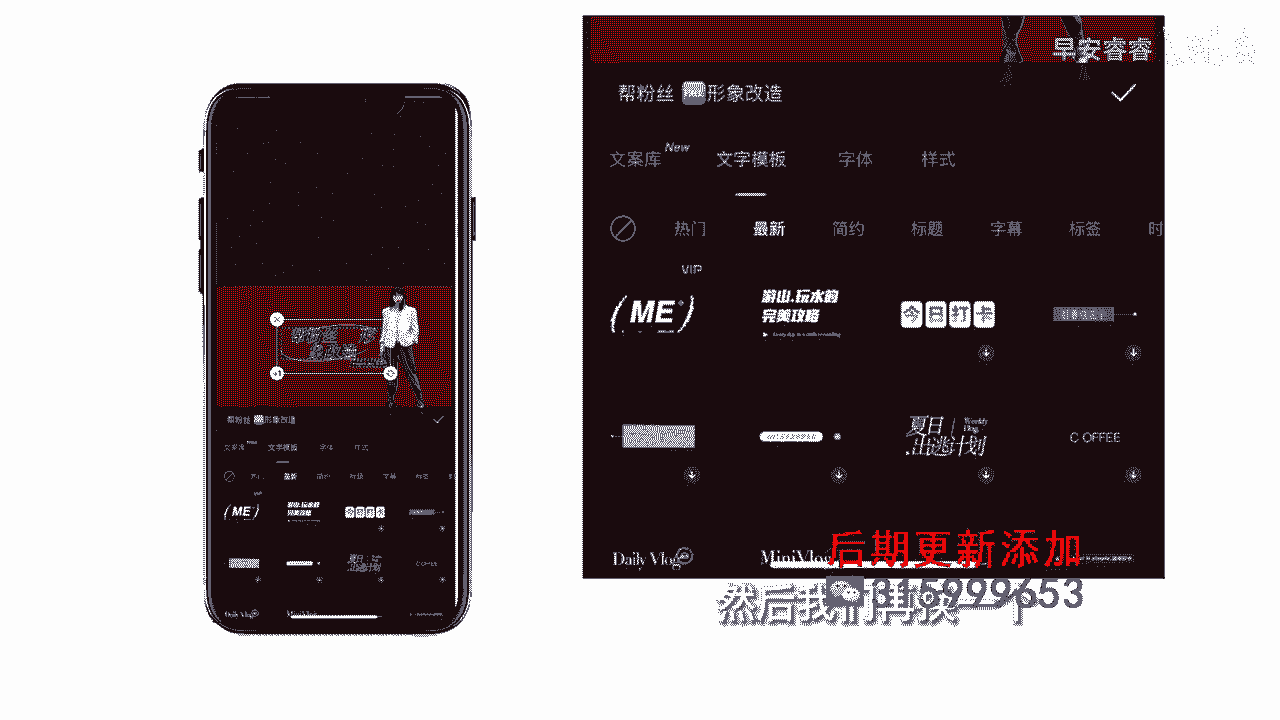 早安睿睿
帮粉丝 形象改造
文案库 New 文字模板 字体 样式
热门 最新 简约 标题 字幕 标签 时
VIP
(ME) 游山.玩水的 今日打卡
完美攻略
夏日 Weekly
出逃计划 Vlog. COFFEE
Daily Vlog MiniVlog
后期更新添加
315999653
然后我们再换一个
帮粉丝 形象改造
文案库 New 文字模板 字体 样式
热门 最新 简约 标题 字幕 标签
VIP
(ME) 游山.玩水的 今日打卡
完美攻略
夏日
出逃计划 COFFEE
Daily Vlog MiniVlog